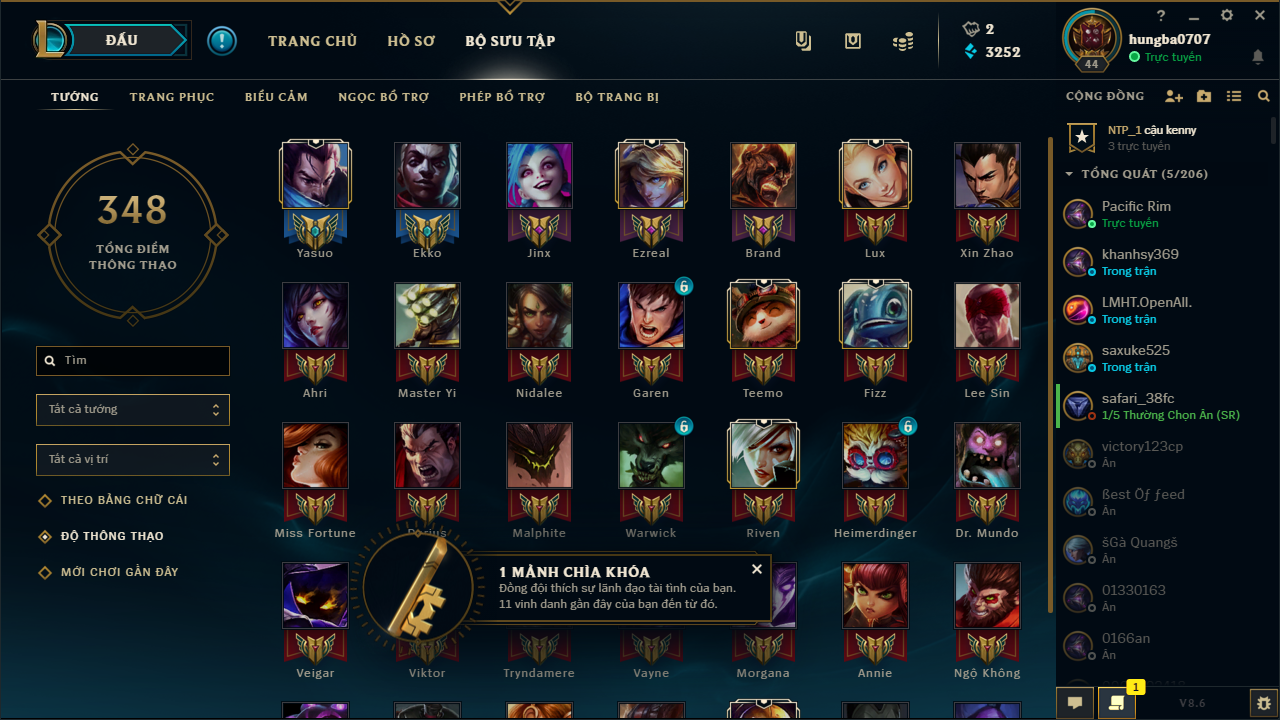 ĐẤU
TRANG CHỦ
HỒ SƠ
BỘ SƯU TẬP
2
3252
44
hungba0707
Trực tuyến
TƯỚNG
TRANG PHỤC
BIỂU CẢM
NGỌC BỔ TRỢ
PHÉP BỔ TRỢ
BỘ TRANG BỊ
348
TỔNG ĐIỂM
THÔNG THẠO
Tìm
Tất cả tướng
Tất cả vị trí
THEO BẢNG CHỮ CÁI
ĐỘ THÔNG THẠO
MỚI CHƠI GẦN ĐÂY
Yasuo
Ekko
Jinx
Ezreal
Brand
Lux
Xin Zhao
6
Ahri
Master Yi
Nidalee
Garen
Teemo
Fizz
Lee Sin
6
6
Miss Fortune
Malphite
Warwick
Riven
Heimerdinger
Dr. Mundo
1 MẢNH CHÌA KHÓA
Đồng đội thích sự lãnh đạo tài tình của bạn.
11 vinh danh gần đây của bạn đến từ đó.
Veigar
Viktor
Tryndamere
Vayne
Morgana
Annie
Ngộ Không
CỘNG ĐỒNG
NTP_1 cậu kenny
3 trực tuyến
TỔNG QUÁT (5/206)
Pacific Rim
Trực tuyến
khanhsy369
Trong trận
LMHT.OpenAll.
Trong trận
saxuke525
Trong trận
safari_38fc
1/5 Thường Chọn Ẩn (SR)
victory123cp
Ẩn
ßest Öƒ ƒeed
Ẩn
šGà Quangš
Ẩn
01330163
Ẩn
0166an
Ẩn
1
V8.6